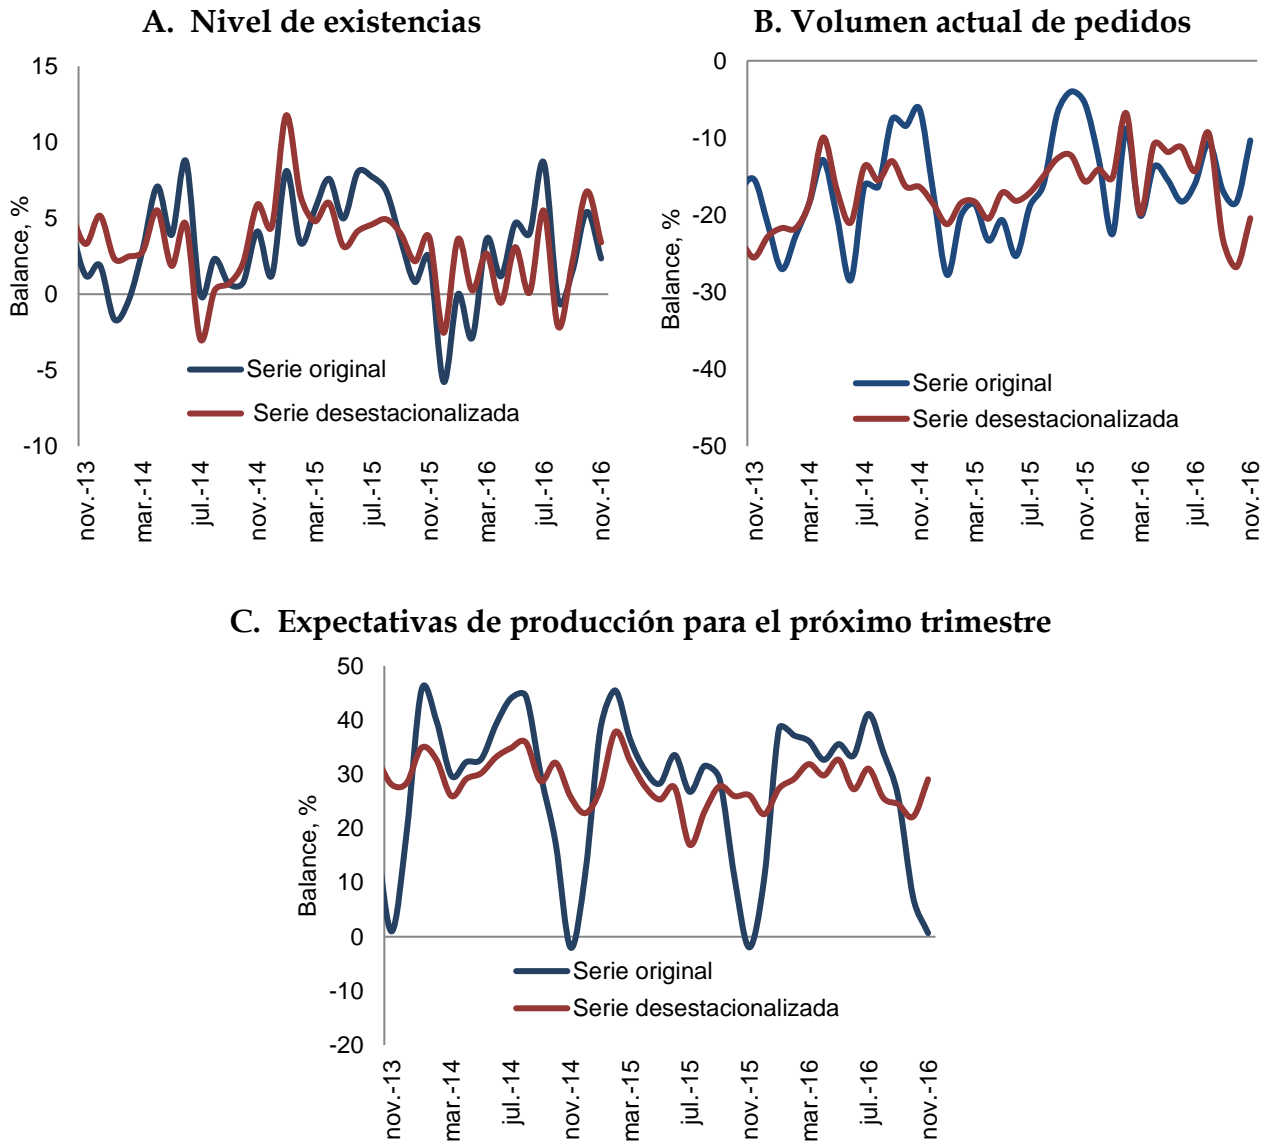 A. Nivel de existencias
15
10
5
0
-5
-10
Balance, %
Serie original
Serie desestacionalizada
nov.-13
mar.-14
jul.-14
nov.-14
mar.-15
jul.-15
nov.-15
mar.-16
jul.-16
nov.-16
B. Volumen actual de pedidos
0
-10
-20
-30
-40
-50
Balance, %
Serie original
Serie desestacionalizada
nov.-13
mar.-14
jul.-14
nov.-14
mar.-15
jul.-15
nov.-15
mar.-16
jul.-16
nov.-16
C. Expectativas de producción para el próximo trimestre
50
40
30
20
10
0
-10
-20
Balance, %
Serie original
Serie desestacionalizada
nov.-13
mar.-14
jul.-14
nov.-14
mar.-15
jul.-15
nov.-15
mar.-16
jul.-16
nov.-16